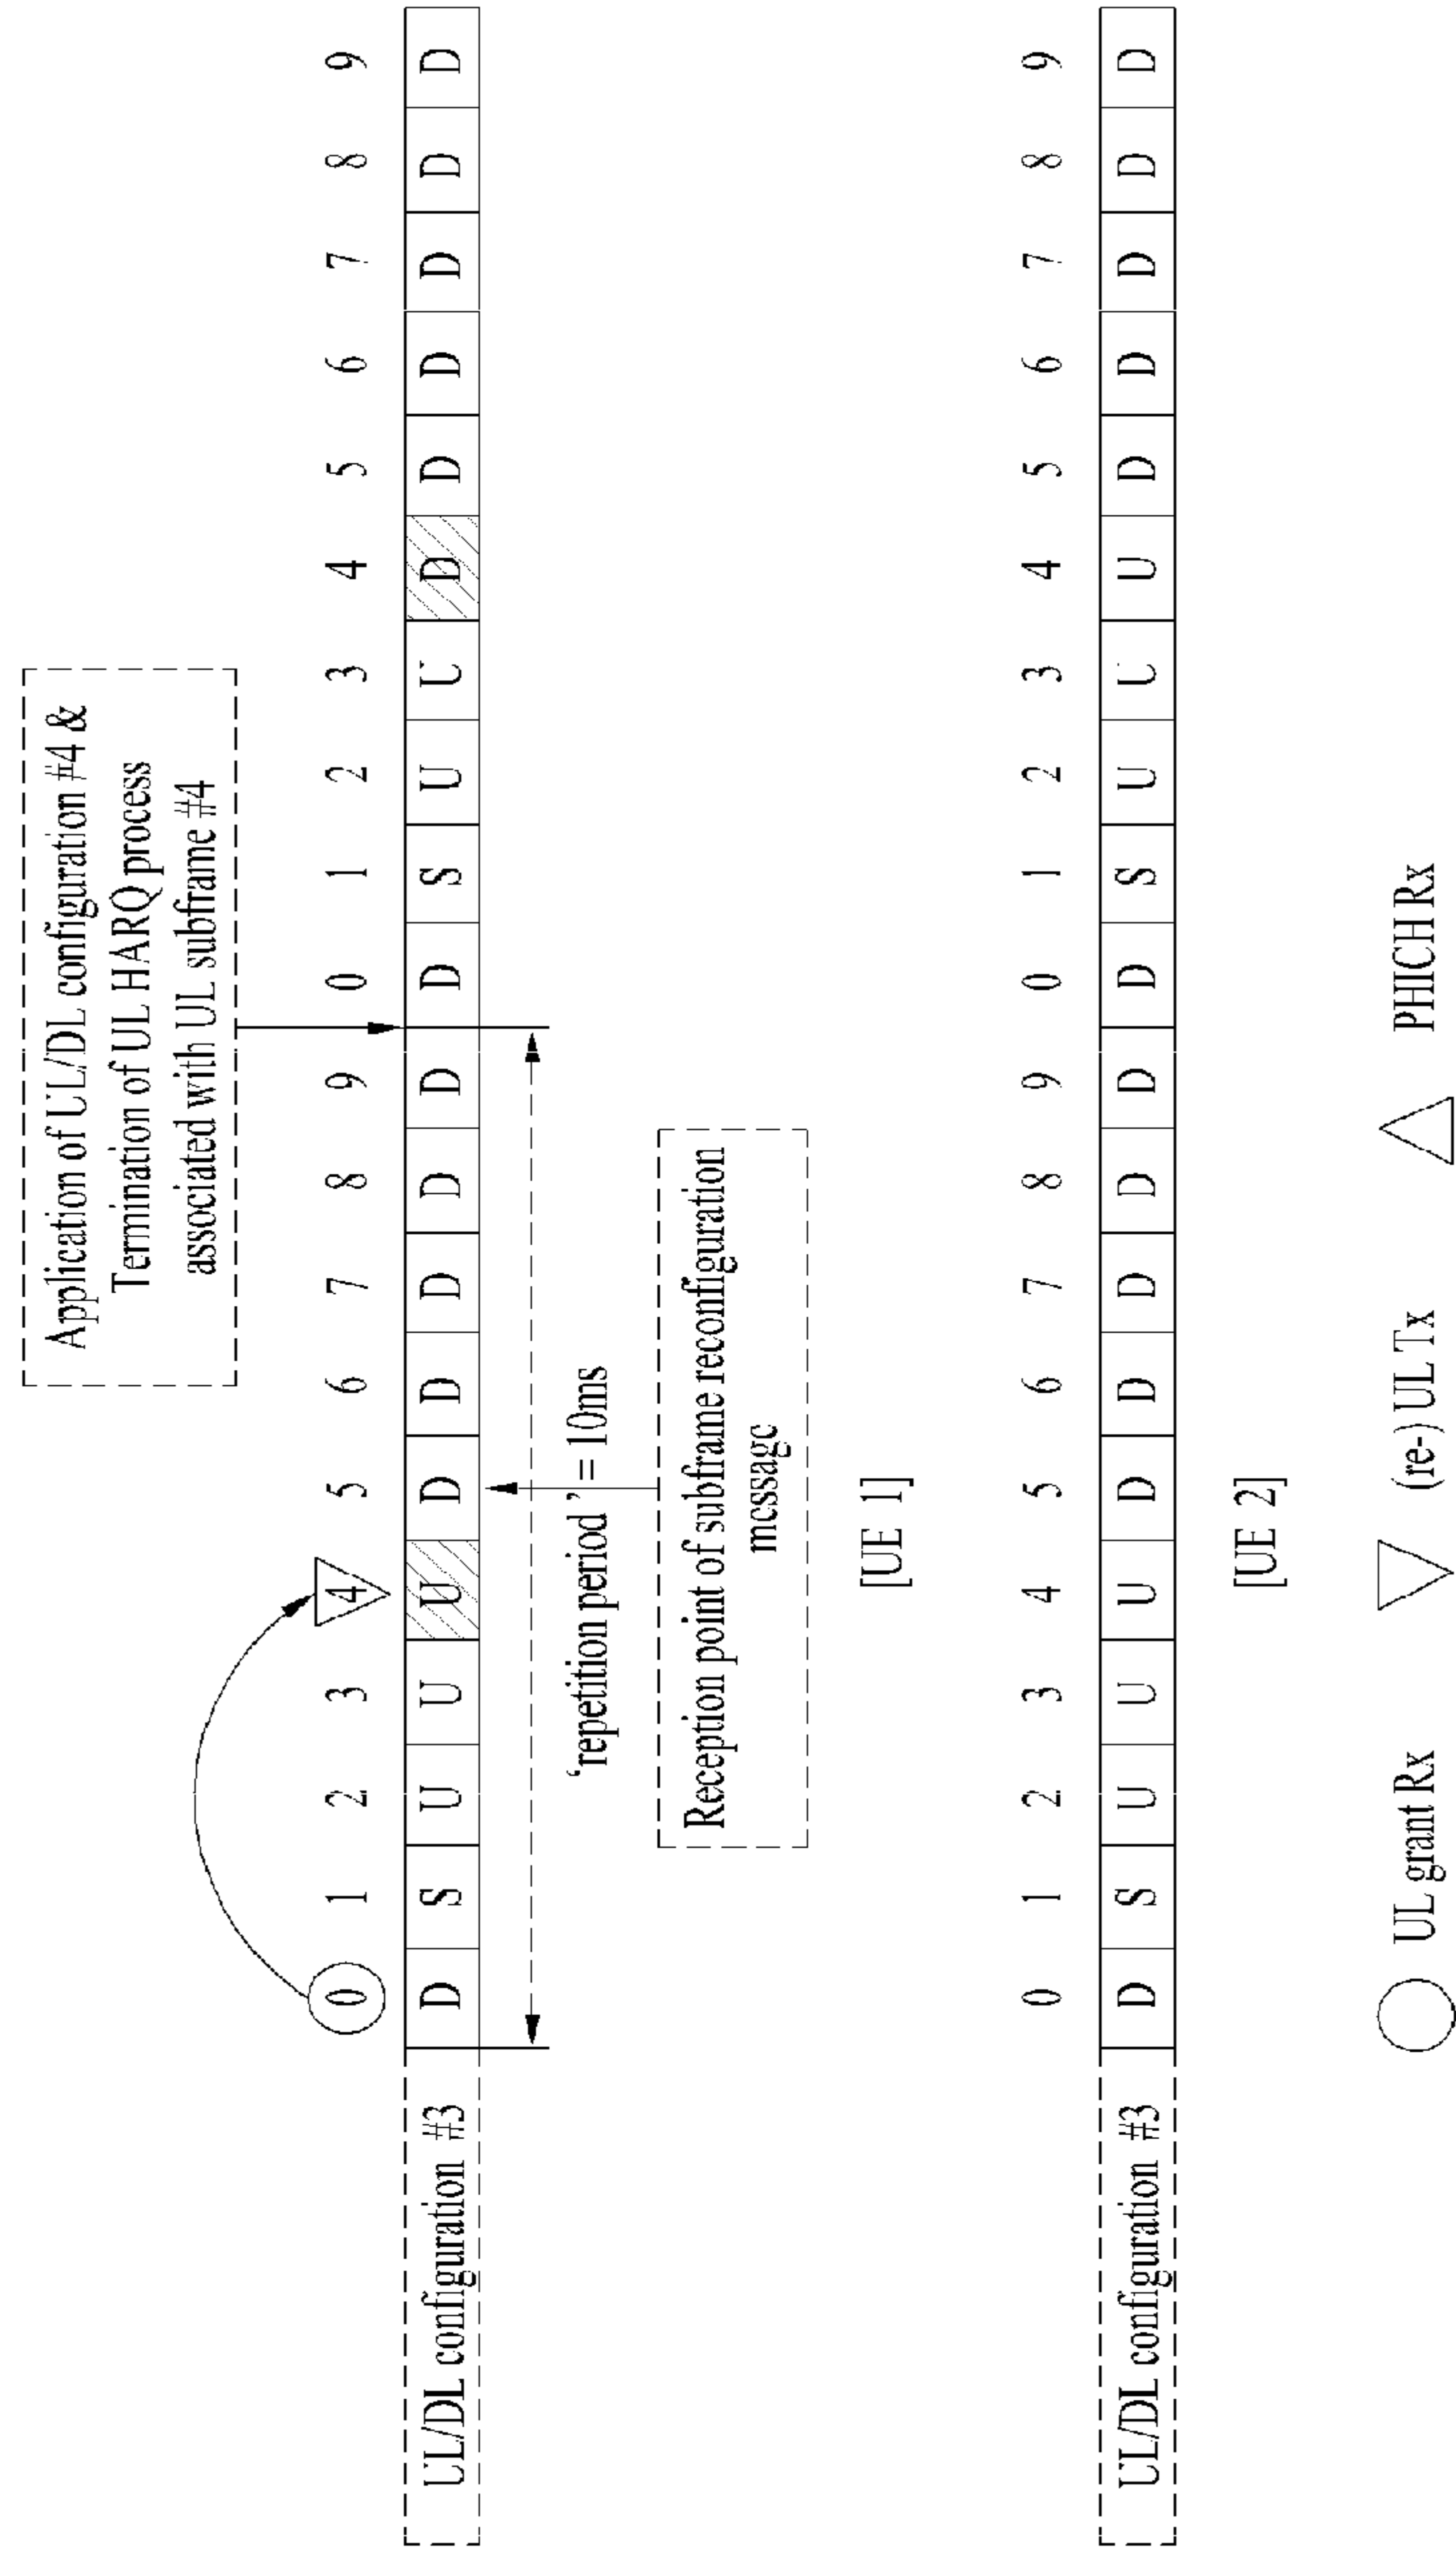 Application of UL/DL configuration #4 &
Termination of UL HARQ process
associated with UL subframe #4
0 1 2 3 4 5 6 7 8 9 0 1 2 3 4 5 6 7 8 9
UL/DL configuration #3 D S U U U D D D D D D S U U D D D D D D
‘repetition period’ = 10ms
Reception point of subframe reconfiguration
message
[UE 1]
0 1 2 3 4 5 6 7 8 9 0 1 2 3 4 5 6 7 8 9
UL/DL configuration #3 D S U U U D D D D D D S U U U D D D D D
[UE 2]
UL grant Rx (re-) UL Tx PHICH Rx